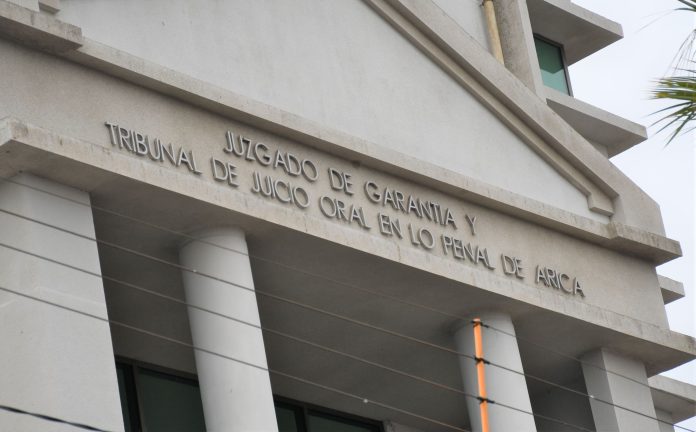 JUZGADO DE GARANTIA Y
TRIBUNAL DE JUICIO ORAL EN LO PENAL DE ARICA